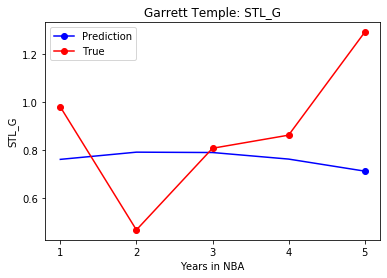 Garrett Temple: STL_G
Prediction
True
1.2
1.0
0.8
0.6
STL_G
1
2
3
4
5
Years in NBA